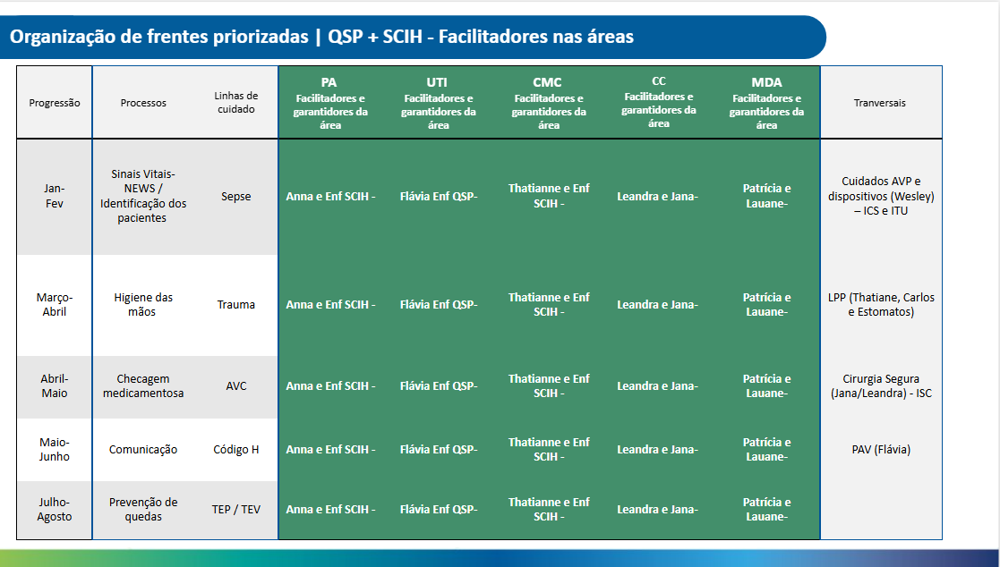 Organização de frentes priorizadas | QSP + SCIH - Facilitadores nas áreas
Progressão
Processos
Linhas de
cuidado
PA
Facilitadores e
garantidores da
área
UTI
Facilitadores e
garantidores da
área
CMC
Facilitadores e
garantidores da
área
CC
Facilitadores e
garantidores da
área
MDA
Facilitadores e
garantidores da
área
Tranversais
Jan-
Fev
Sinais Vitais-
NEWS /
Identificação dos
pacientes
Sepse
Anna e Enf SCIH -
Flávia Enf QSP-
Thatianne e Enf
SCIH -
Leandra e Jana-
Patrícia e
Lauane-
Cuidados AVP e
dispositivos (Wesley)
– ICS e ITU
Março-
Abril
Higiene das
mãos
Trauma
Anna e Enf SCIH -
Flávia Enf QSP-
Thatianne e Enf
SCIH -
Leandra e Jana-
Patrícia e
Lauane-
LPP (Thatiane, Carlos
e Estomatos)
Abril-
Maio
Checagem
medicamentosa
AVC
Anna e Enf SCIH -
Flávia Enf QSP-
Thatianne e Enf
SCIH -
Leandra e Jana-
Patrícia e
Lauane-
Cirurgia Segura
(Jana/Leandra) - ISC
Maio-
Junho
Comunicação
Código H
Anna e Enf SCIH -
Flávia Enf QSP-
Thatianne e Enf
SCIH -
Leandra e Jana-
Patrícia e
Lauane-
PAV (Flávia)
Julho-
Agosto
Prevenção de
quedas
TEP / TEV
Anna e Enf SCIH -
Flávia Enf QSP-
Thatianne e Enf
SCIH -
Leandra e Jana-
Patrícia e
Lauane-